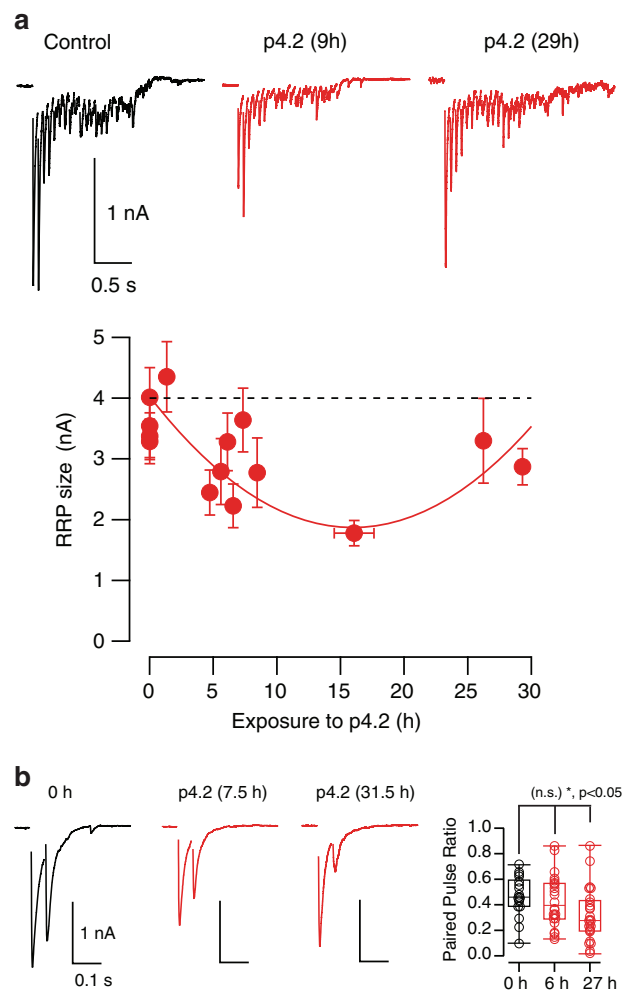 a
Control
p4.2 (9h)
p4.2 (29h)
1 nA
0.5 s
RRP size (nA)
5
4
3
2
1
0
0 5 10 15 20 25 30
Exposure to p4.2 (h)
b
0 h
p4.2 (7.5 h)
p4.2 (31.5 h)
1 nA
0.1 s
(n.s.) *, p<0.05
Paired Pulse Ratio
1.0
0.8
0.6
0.4
0.2
0.0
0 h 6 h 27 h